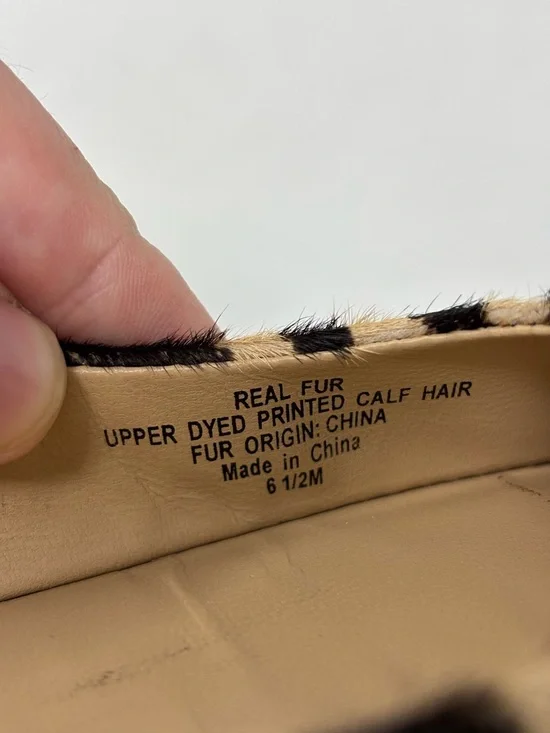 REAL FUR
UPPER DYED PRINTED CALF HAIR
FUR ORIGIN: CHINA
Made in China
6 1/2M